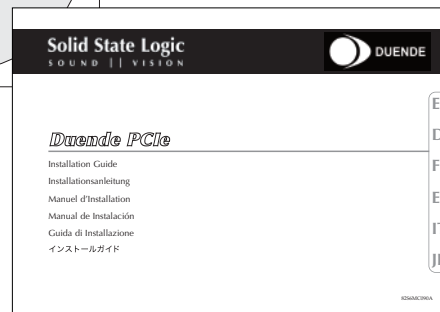 Solid State Logic
SOUND || VISION
DUENDE
Duende PCIe
Installation Guide
Installationsanleitung
Manuel d'Installation
Manual de Instalación
Guida di Installazione
インストールガイド
E
D
F
E
IT